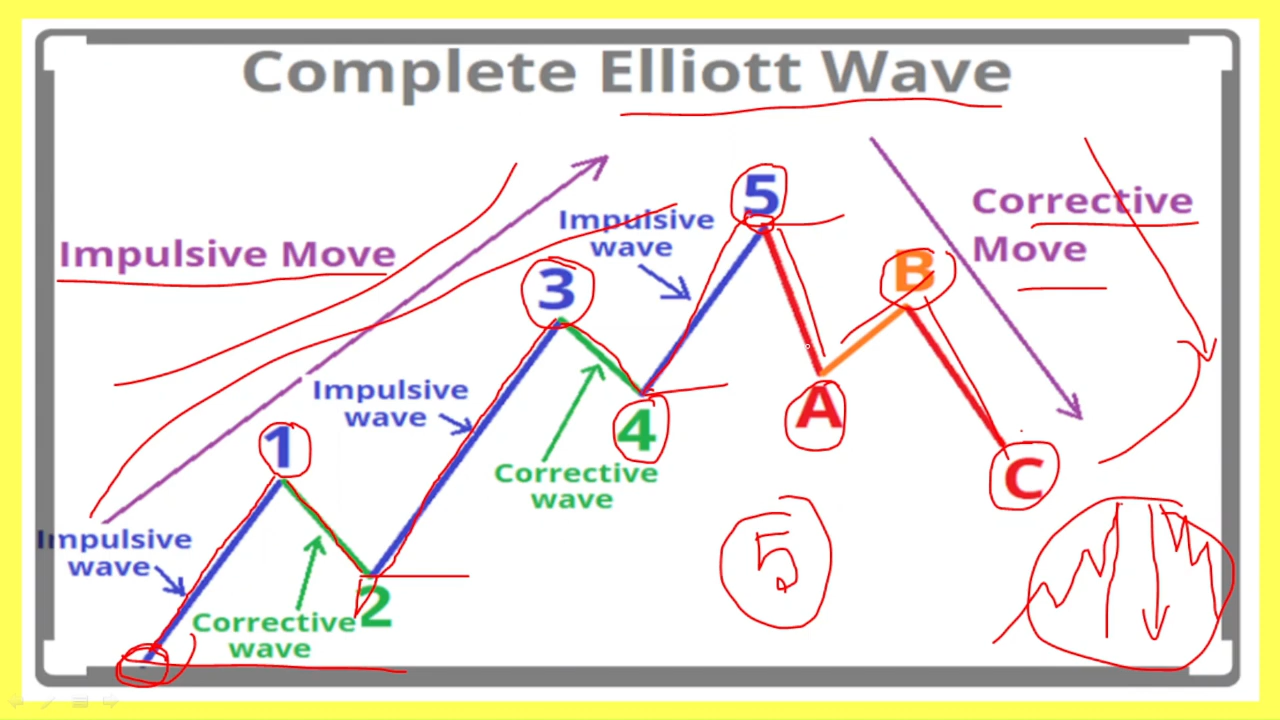 Complete Elliott Wave
Impulsive Move
Impulsive
wave
Corrective
Move
5
B
3
Impulsive
wave
A
4
1
Corrective
wave
C
Impulsive
wave
5
2
Corrective
wave